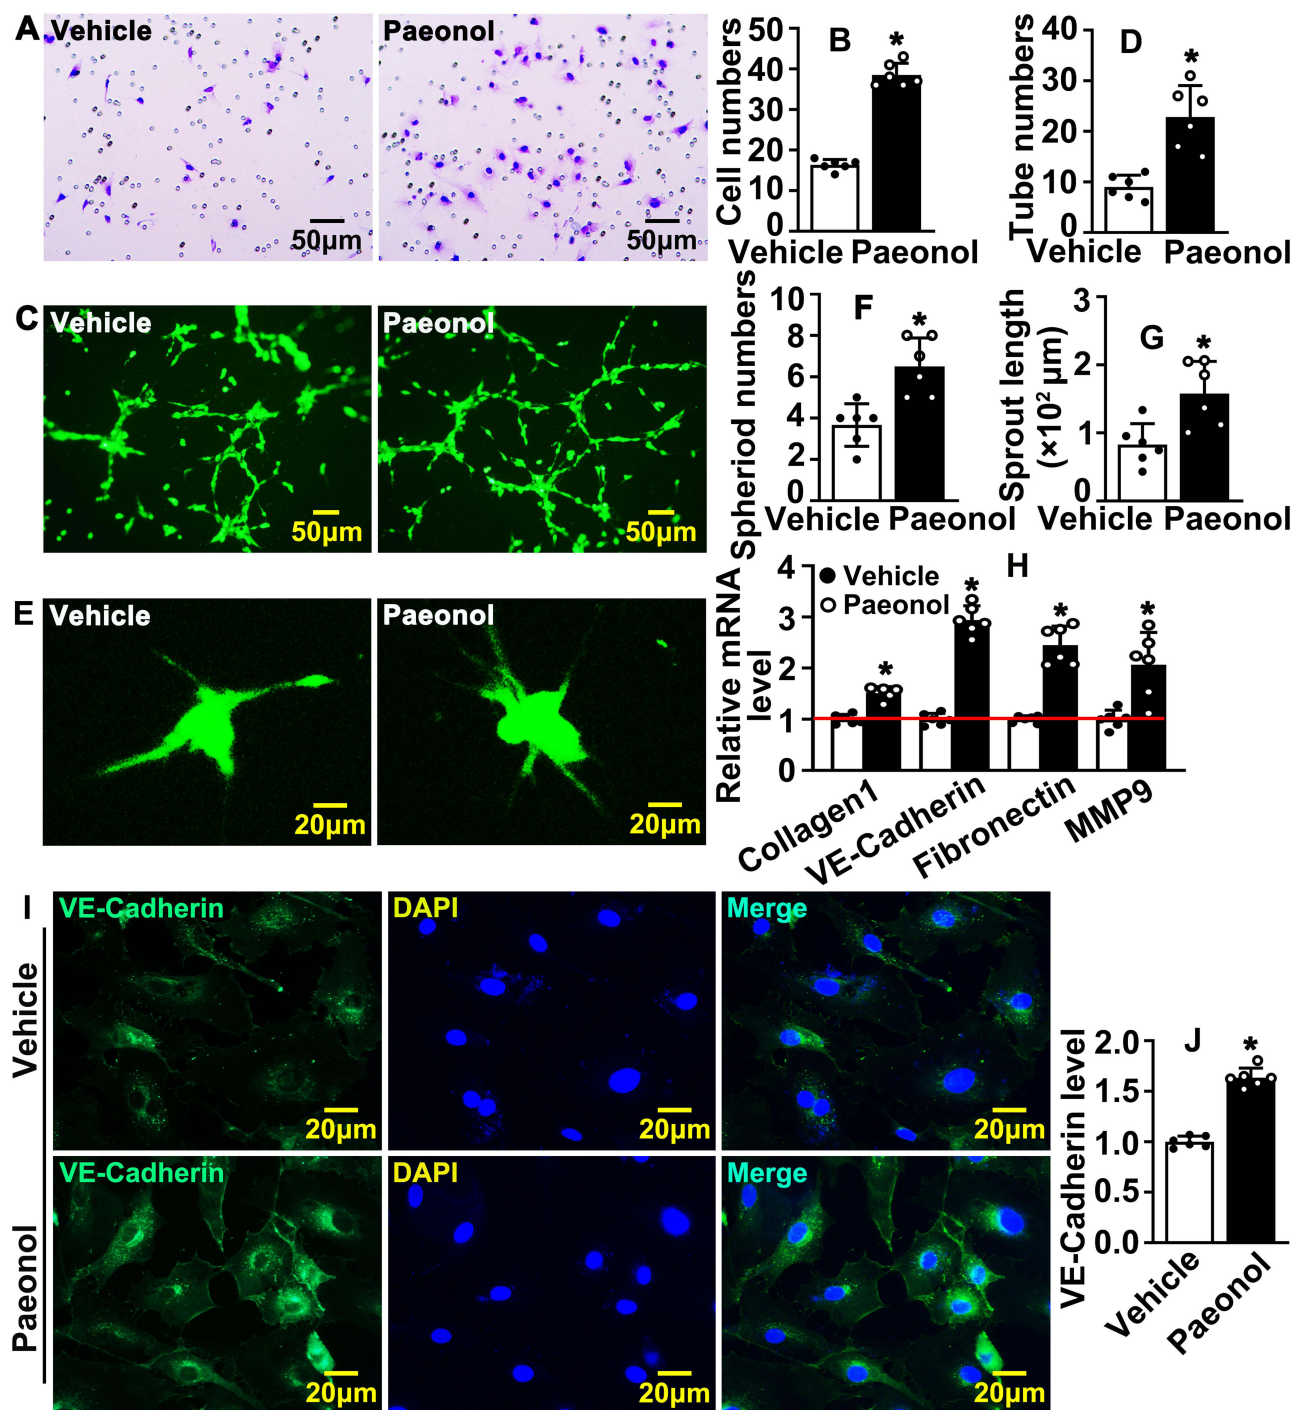 A Vehicle
Paeonol
50µm
50µm
B
*
Cell numbers
50
40
30
20
10
0
Vehicle Paeonol
D
*
Tube numbers
40
30
20
10
0
Vehicle Paeonol
C Vehicle
Paeonol
50µm
50µm
F
*
Spheriod numbers
10
8
6
4
2
0
Vehicle Paeonol
G
*
Sprout length
(×10² µm)
3
2
1
0
Vehicle Paeonol
E Vehicle
Paeonol
20µm
20µm
H
Vehicle
Paeonol
* * * *
Relative mRNA
level
4
3
2
1
0
Collagen1
VE-Cadherin
Fibronectin
MMP9
I
Vehicle
VE-Cadherin
DAPI
Merge
20µm
20µm
20µm
Paeonol
VE-Cadherin
DAPI
Merge
20µm
20µm
20µm
J
*
VE-Cadherin level
2.0
1.5
1.0
0.5
0.0
Vehicle
Paeonol